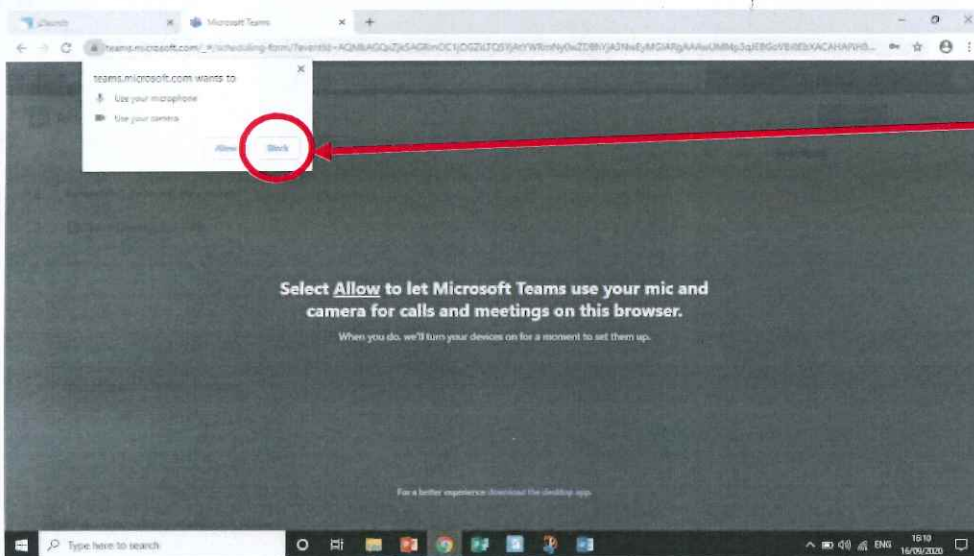 Microsoft Teams
teams.microsoft.com wants to
Use your microphone
Use your camera
Allow
Block
Select Allow to let Microsoft Teams use your mic and
camera for calls and meetings on this browser.
When you do, we'll turn your devices on for a moment to set them up.
For a better experience download the desktop app
Type here to search
ENG
16:10
16/09/2020